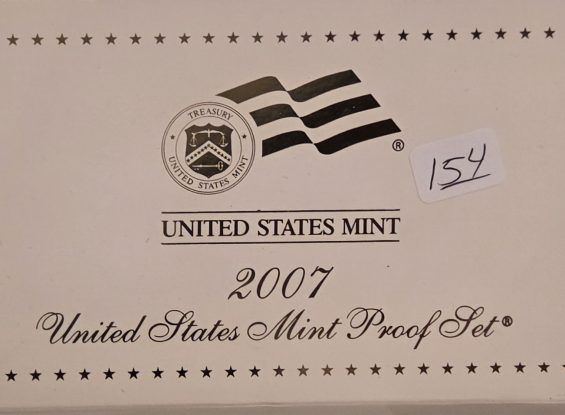 TREASURY
UNITED STATES MINT
®
154
UNITED STATES MINT
2007
United States Mint Proof Set®